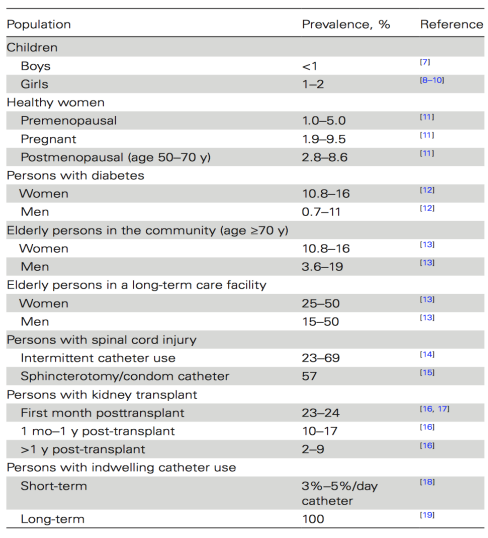 Population Prevalence, % Reference
Children
Boys <1 [7]
Girls 1–2 [8–10]
Healthy women
Premenopausal 1.0–5.0 [11]
Pregnant 1.9–9.5 [11]
Postmenopausal (age 50–70 y) 2.8–8.6 [11]
Persons with diabetes
Women 10.8–16 [12]
Men 0.7–11 [12]
Elderly persons in the community (age ≥70 y)
Women 10.8–16 [13]
Men 3.6–19 [13]
Elderly persons in a long-term care facility
Women 25–50 [13]
Men 15–50 [13]
Persons with spinal cord injury
Intermittent catheter use 23–69 [14]
Sphincterotomy/condom catheter 57 [15]
Persons with kidney transplant
First month posttransplant 23–24 [16, 17]
1 mo–1 y post-transplant 10–17 [16]
>1 y post-transplant 2–9 [16]
Persons with indwelling catheter use
Short-term 3%–5%/day [18]
catheter
Long-term 100 [19]